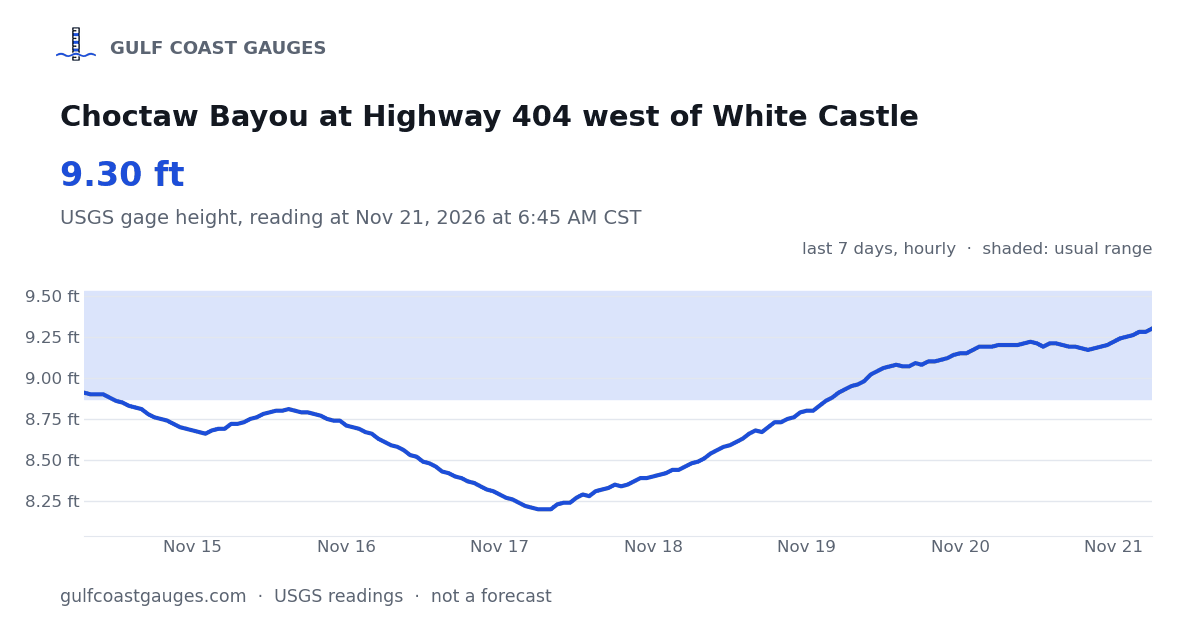 GULF COAST GAUGES
Choctaw Bayou at Highway 404 west of White Castle
9.30 ft
USGS gage height, reading at Nov 21, 2026 at 6:45 AM CST
last 7 days, hourly · shaded: usual range
9.50 ft
9.25 ft
9.00 ft
8.75 ft
8.50 ft
8.25 ft
Nov 15 Nov 16 Nov 17 Nov 18 Nov 19 Nov 20 Nov 21
gulfcoastgauges.com · USGS readings · not a forecast